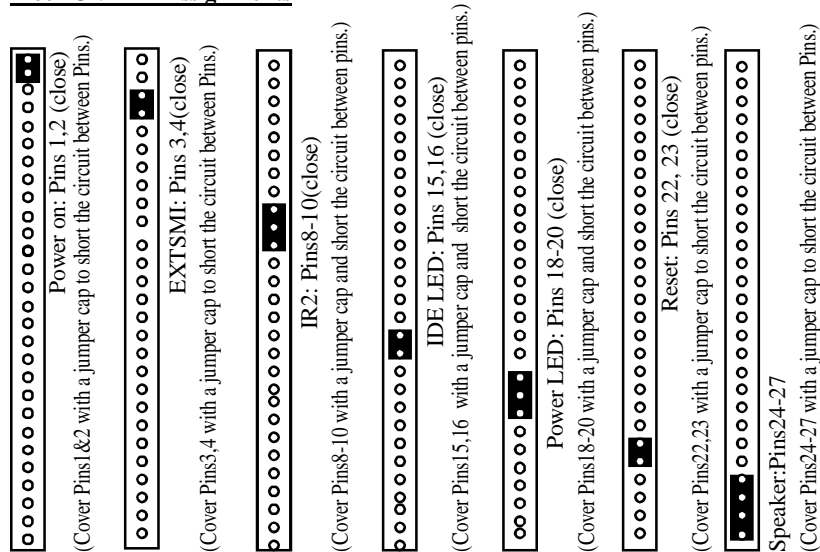 Power on: Pins 1,2 (close)
(Cover Pins1&2 with a jumper cap to short the circuit between Pins.)
EXTSMI: Pins 3,4(close)
(Cover Pins3,4 with a jumper cap to short the circuit between Pins.)
IR2: Pins8-10(close)
(Cover Pins8-10 with a jumper cap and short the circuit between pins.)
IDE LED: Pins 15,16 (close)
(Cover Pins15,16 with a jumper cap and short the circuit between pins.)
Power LED: Pins 18-20 (close)
(Cover Pins18-20 with a jumper cap and short the circuit between pins.)
Reset: Pins 22, 23 (close)
(Cover Pins22,23 with a jumper cap to short the circuit between pins.)
Speaker:Pins24-27
(Cover Pins24-27 with a jumper cap to short the circuit between Pins.)